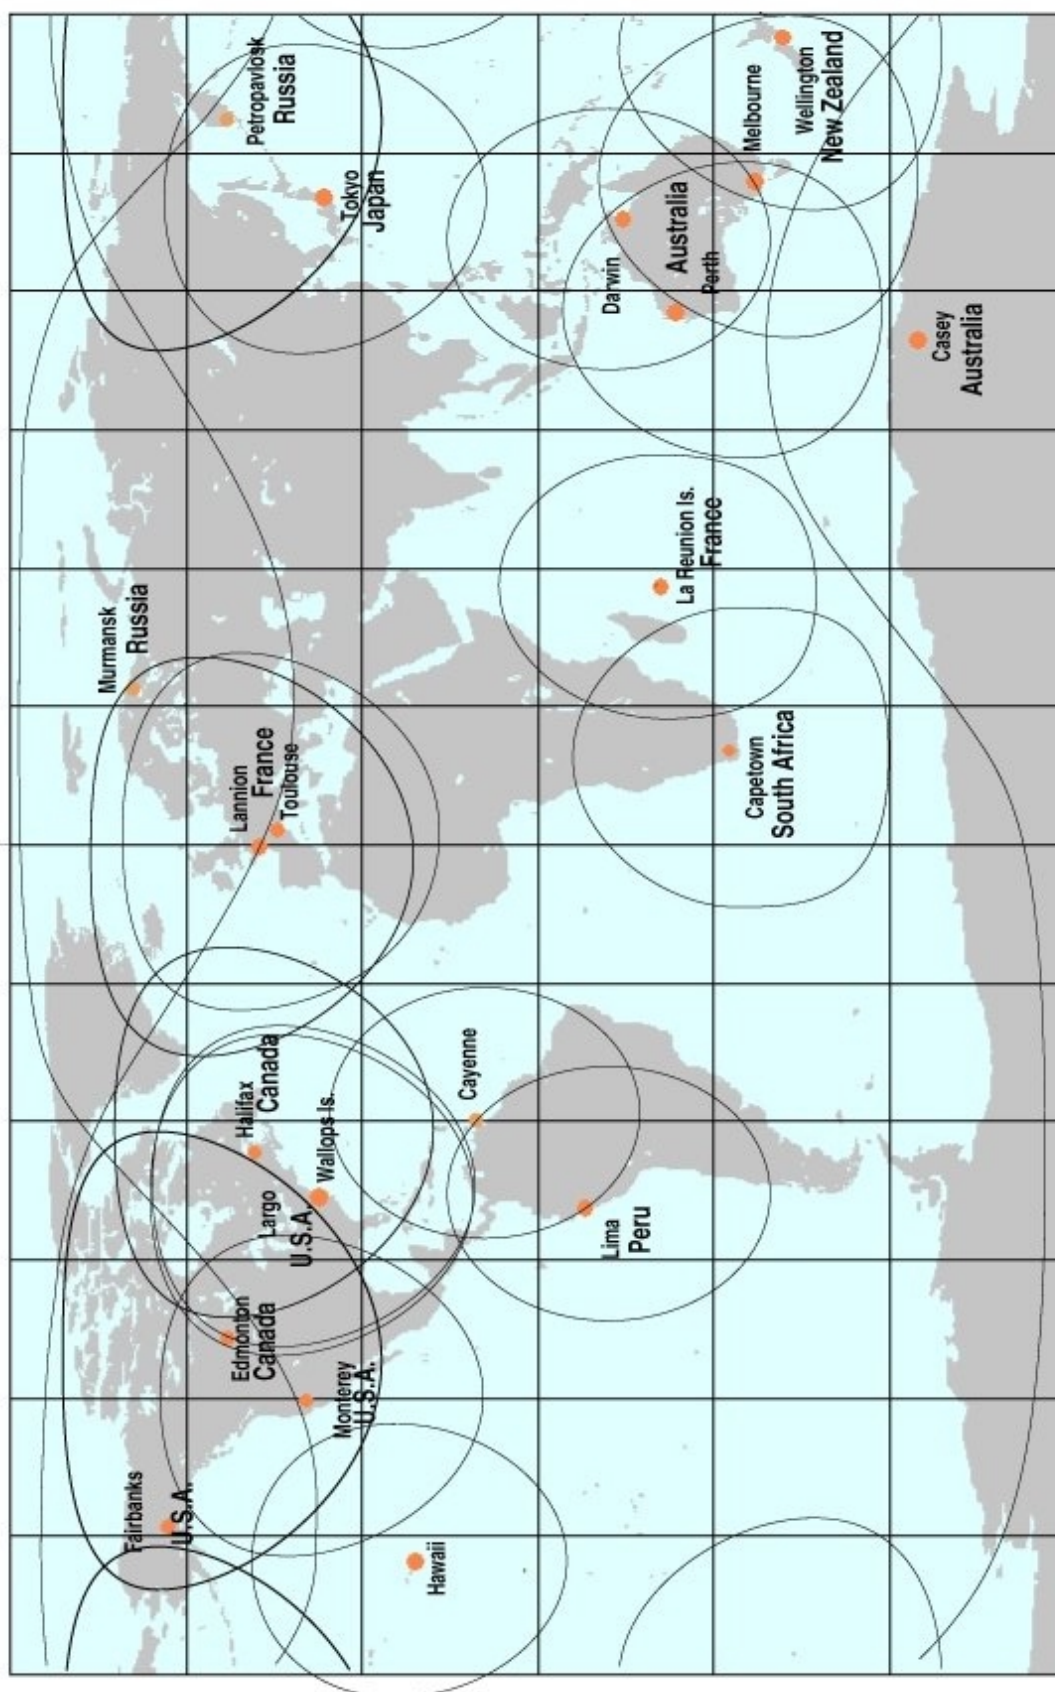 Fairbanks
U.S.A.
Hawaii
Edmonton
Canada
Monterey
U.S.A.
Largo
U.S.A.
Halifax
Canada
Wallops Is.
Cayenne
Lima
Peru
Lannion
France
Toulouse
Murmansk
Russia
Capetown
South Africa
La Reunion Is.
France
Petropavlosk
Russia
Tokyo
Japan
Darwin
Australia
Perth
Melbourne
Wellington
New Zealand
Casey
Australia